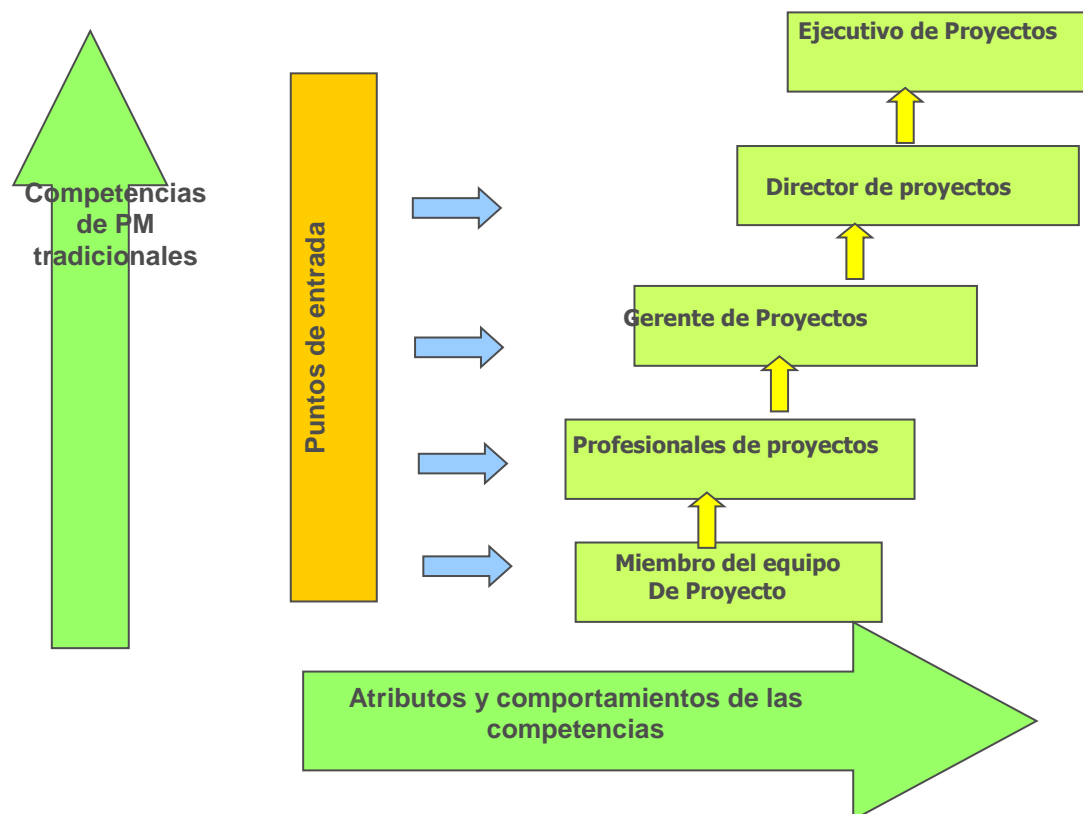 Ejecutivo de Proyectos
Director de proyectos
Competencias
de PM
tradicionales
Puntos de entrada
Gerente de Proyectos
Profesionales de proyectos
Miembro del equipo
De Proyecto
Atributos y comportamientos de las
competencias